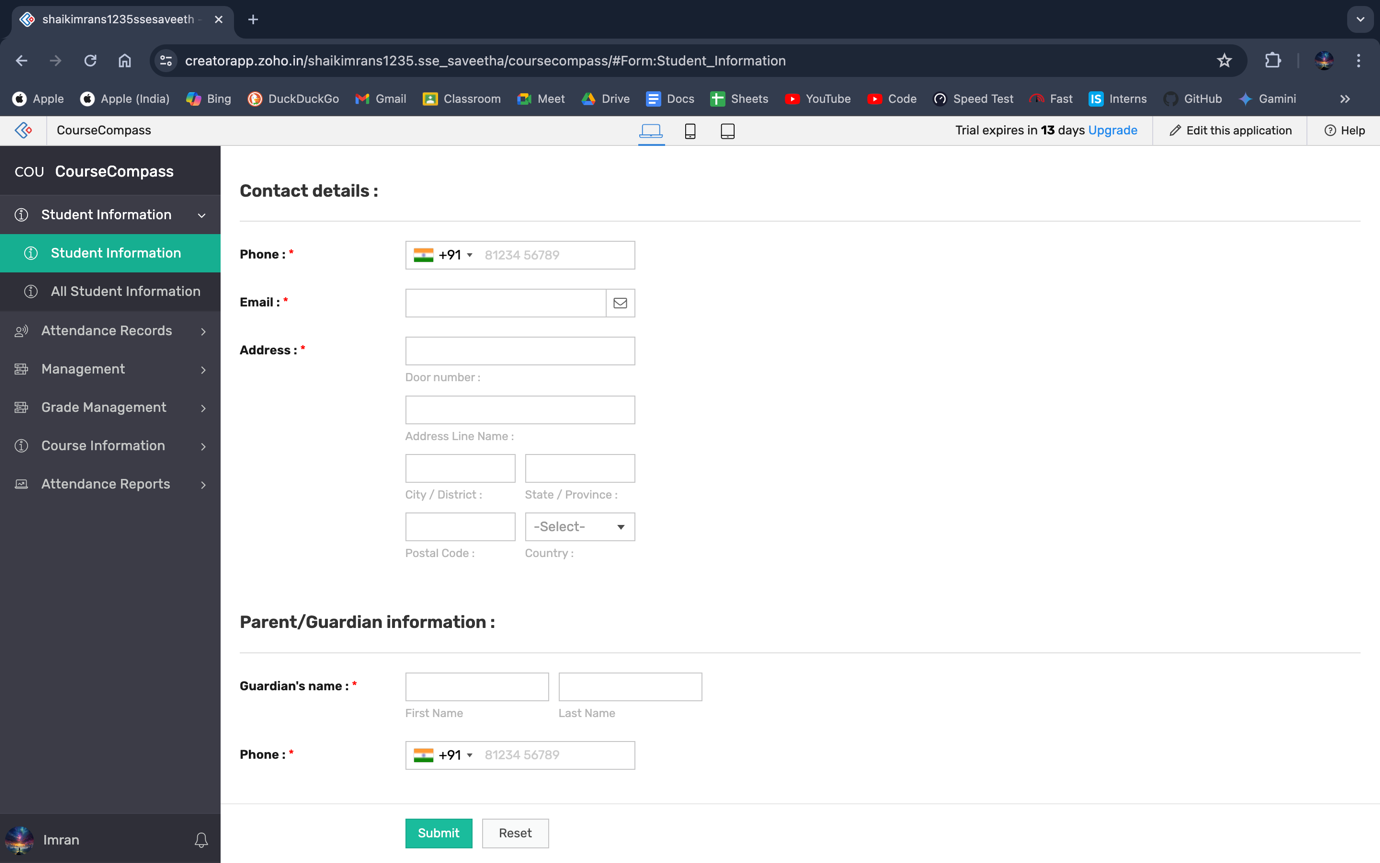 shaikimrans1235ssesaveeth
creatorapp.zoho.in/shaikimrans1235.sse_saveetha/coursecompass/#Form:Student_Information
Apple Apple (India) Bing DuckDuckGo Gmail Classroom Meet Drive Docs Sheets YouTube Code Speed Test Fast IS Interns GitHub Gamini
CourseCompass Trial expires in 13 days Upgrade Edit this application Help
COU CourseCompass
Student Information
Student Information
All Student Information
Attendance Records
Management
Grade Management
Course Information
Attendance Reports
Imran
Contact details :
Phone : * +91 81234 56789
Email : *
Address : *
Door number :
Address Line Name :
City / District : State / Province :
-Select-
Postal Code : Country :
Parent/Guardian information :
Guardian's name : *
First Name Last Name
Phone : * +91 81234 56789
Submit Reset